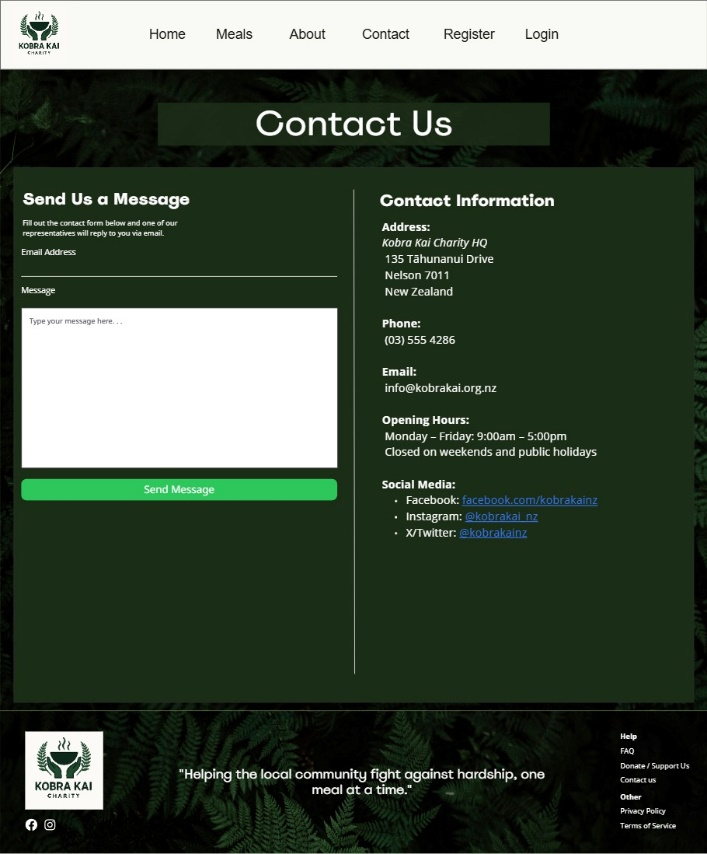 KOBRA KAI
CHARITY
Home
Meals
About
Contact
Register
Login
Contact Us
Send Us a Message
Fill out the contact form below and one of our
representatives will reply to you via email.
Email Address
Message
Type your message here. . .
Send Message
Contact Information
Address:
Kobra Kai Charity HQ
135 Tāhunanui Drive
Nelson 7011
New Zealand
Phone:
(03) 555 4286
Email:
info@kobrakai.org.nz
Opening Hours:
Monday – Friday: 9:00am – 5:00pm
Closed on weekends and public holidays
Social Media:
• Facebook: facebook.com/kobrakainz
• Instagram: @kobrakai_nz
• X/Twitter: @kobrakainz
KOBRA KAI
CHARITY
"Helping the local community fight against hardship, one
meal at a time."
Help
FAQ
Donate / Support Us
Contact us
Other
Privacy Policy
Terms of Service